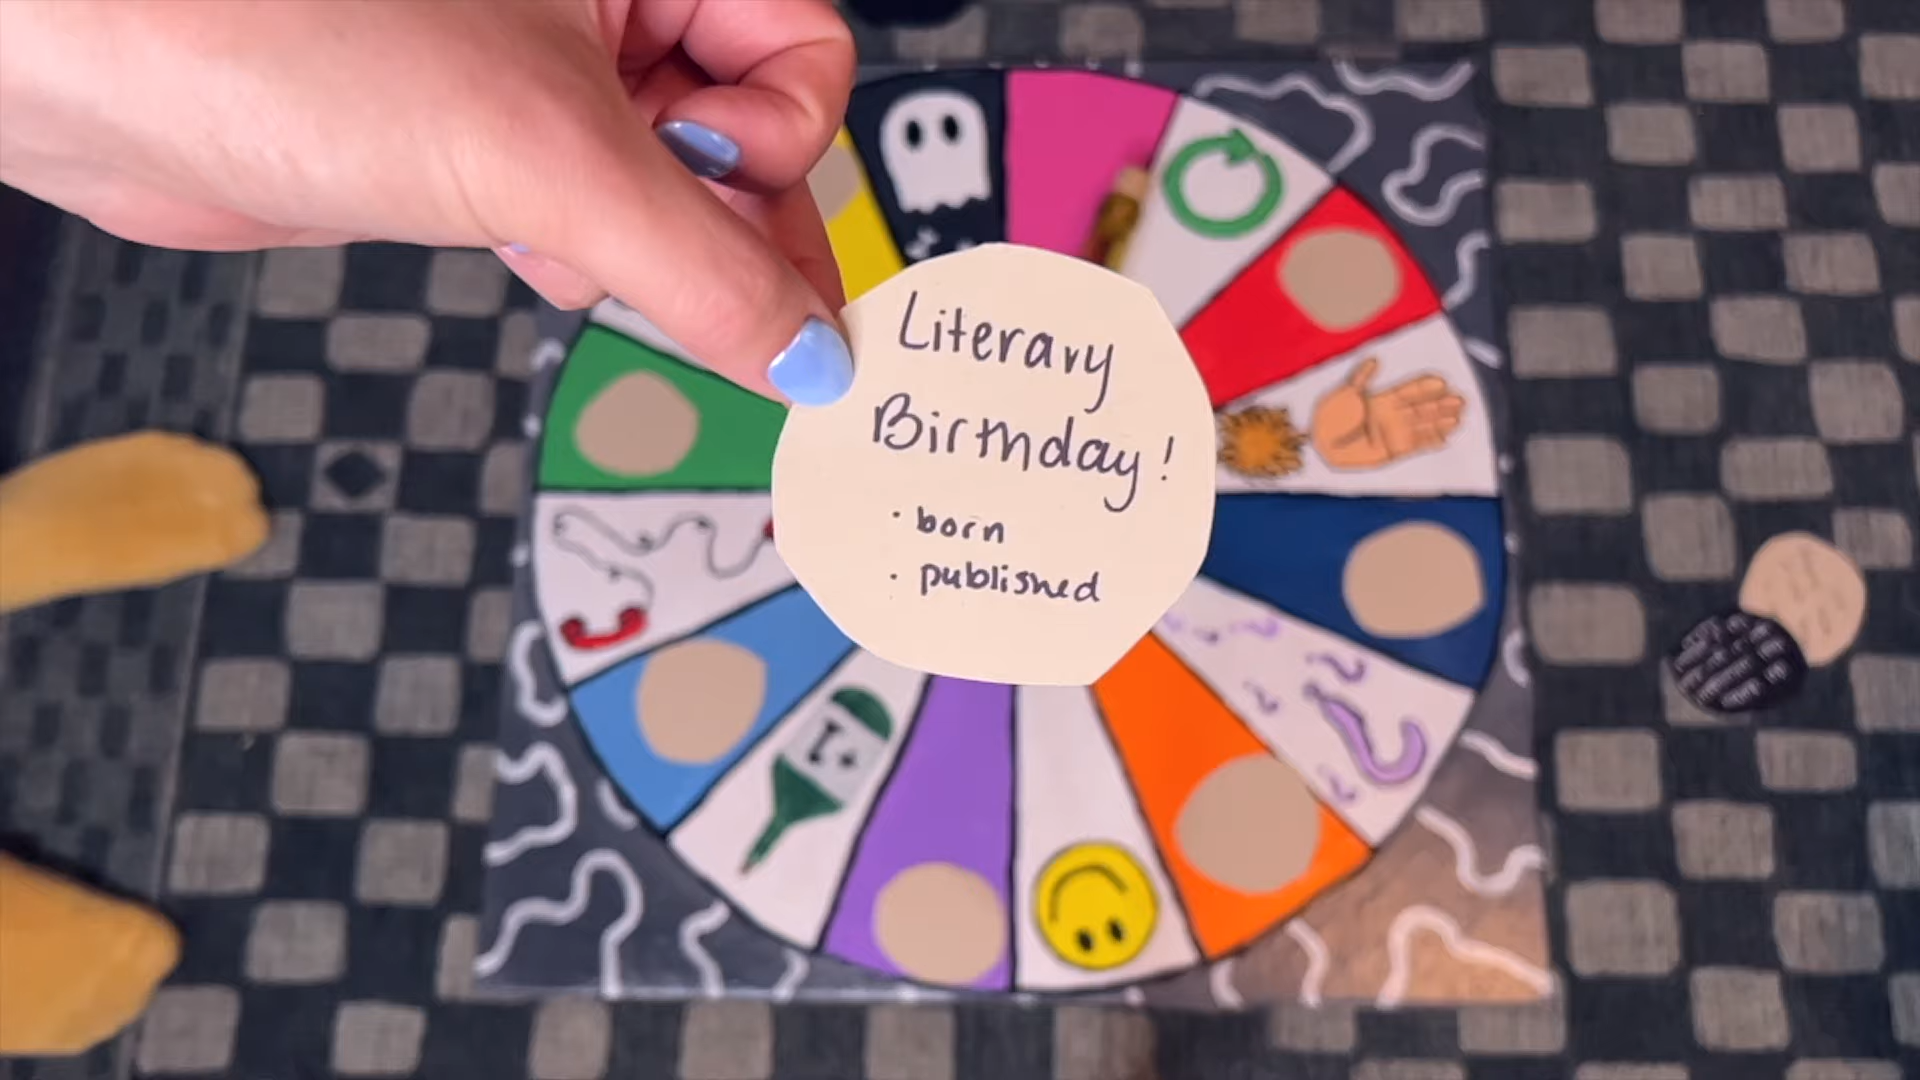 Literary
Birthday!
• born
• published